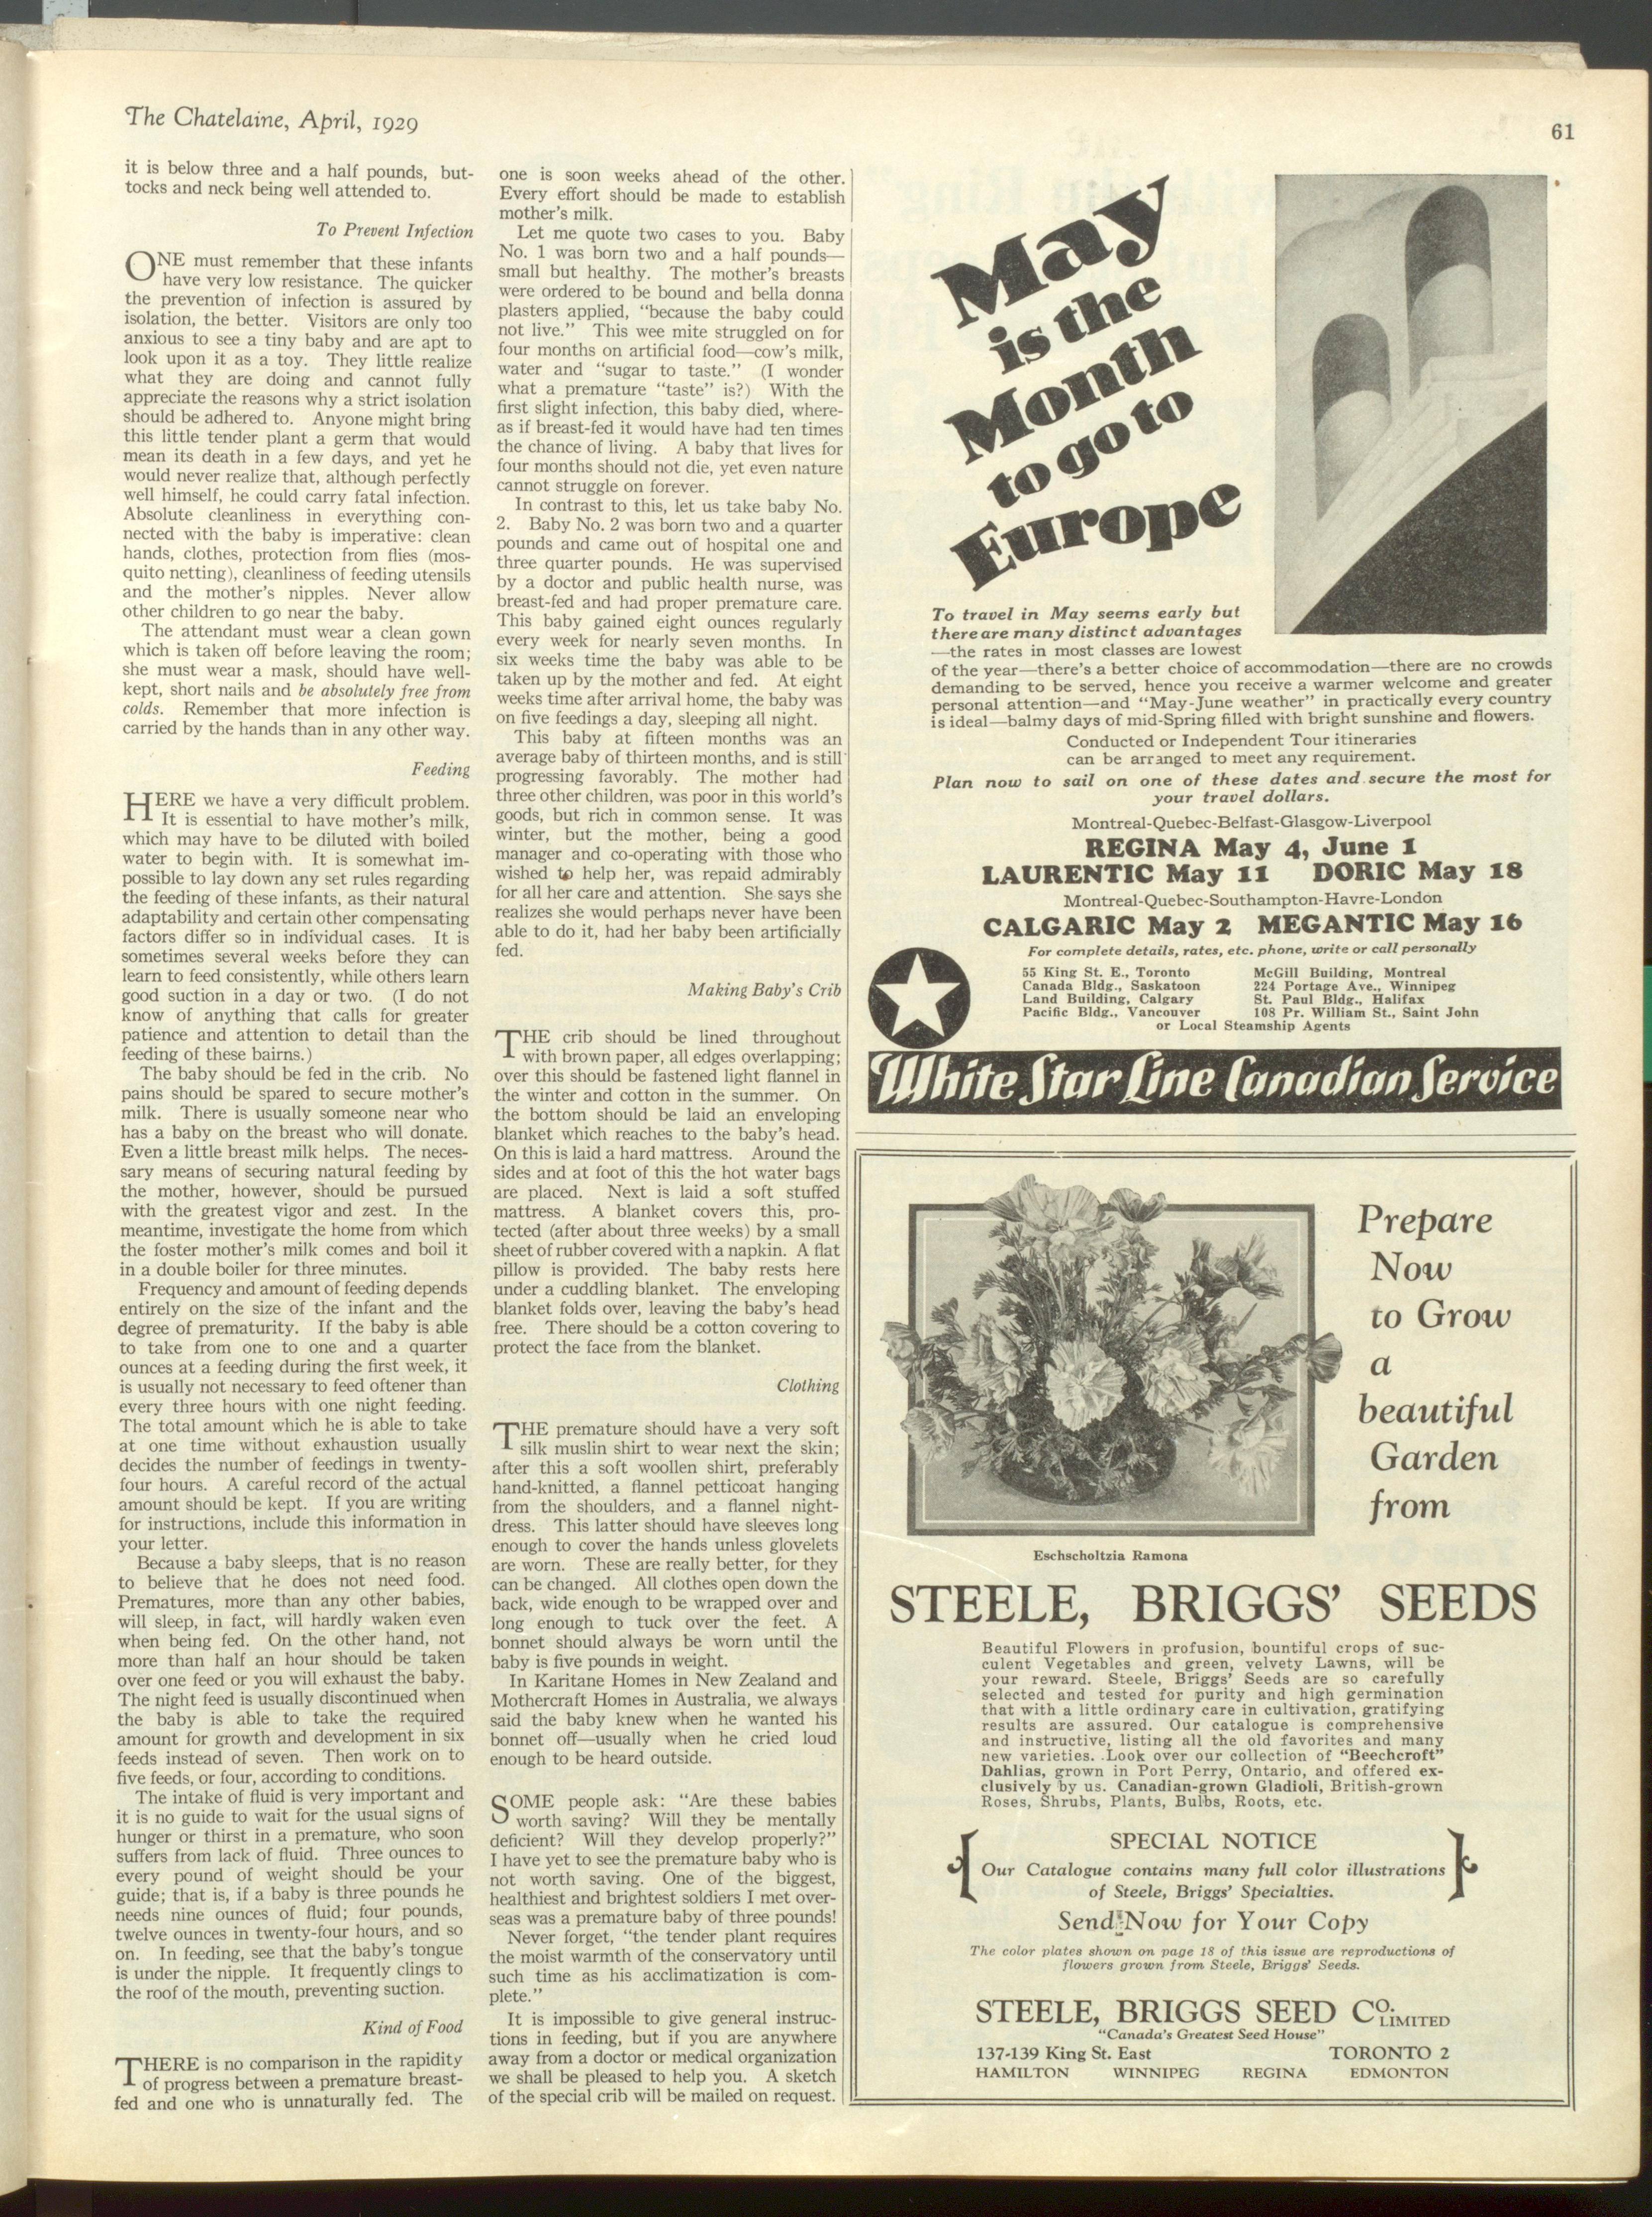 The Chatelaine, April, 1929
61
it is below three and a half pounds, but-
tocks and neck being well attended to.
To Prevent Infection
ONE must remember that these infants
have very low resistance. The quicker
the prevention of infection is assured by
isolation, the better. Visitors are only too
anxious to see a tiny baby and are apt to
look upon it as a toy. They little realize
what they are doing and cannot fully
appreciate the reasons why a strict isolation
should be adhered to. Anyone might bring
this little tender plant a germ that would
mean its death in a few days, and yet he
would never realize that, although perfectly
well himself, he could carry fatal infection.
Absolute cleanliness in everything con-
nected with the baby is imperative: clean
hands, clothes, protection from flies (mos-
quito netting), cleanliness of feeding utensils
and the mother's nipples. Never allow
other children to go near the baby.
The attendant must wear a clean gown
which is taken off before leaving the room;
she must wear a mask, should have well-
kept, short nails and be absolutely free from
colds. Remember that more infection is
carried by the hands than in any other way.
Feeding
HERE we have a very difficult problem.
It is essential to have mother's milk,
which may have to be diluted with boiled
water to begin with. It is somewhat im-
possible to lay down any set rules regarding
the feeding of these infants, as their natural
adaptability and certain other compensating
factors differ so in individual cases. It is
sometimes several weeks before they can
learn to feed consistently, while others learn
good suction in a day or two. (I do not
know of anything that calls for greater
patience and attention to detail than the
feeding of these bairns.)
The baby should be fed in the crib. No
pains should be spared to secure mother's
milk. There is usually someone near who
has a baby on the breast who will donate.
Even a little breast milk helps. The neces-
sary means of securing natural feeding by
the mother, however, should be pursued
with the greatest vigor and zest. In the
meantime, investigate the home from which
the foster mother's milk comes and boil it
in a double boiler for three minutes.
Frequency and amount of feeding depends
entirely on the size of the infant and the
degree of prematurity. If the baby is able
to take from one to one and a quarter
ounces at a feeding during the first week, it
is usually not necessary to feed oftener than
every three hours with one night feeding.
The total amount which he is able to take
at one time without exhaustion usually
decides the number of feedings in twenty-
four hours. A careful record of the actual
amount should be kept. If you are writing
for instructions, include this information in
your letter.
Because a baby sleeps, that is no reason
to believe that he does not need food.
Prematures, more than any other babies,
will sleep, in fact, will hardly waken even
when being fed. On the other hand, not
more than half an hour should be taken
over one feed or you will exhaust the baby.
The night feed is usually discontinued when
the baby is able to take the required
amount for growth and development in six
feeds instead of seven. Then work on to
five feeds, or four, according to conditions.
The intake of fluid is very important and
it is no guide to wait for the usual signs of
hunger or thirst in a premature, who soon
suffers from lack of fluid. Three ounces to
every pound of weight should be your
guide; that is, if a baby is three pounds he
needs nine ounces of fluid; four pounds,
twelve ounces in twenty-four hours, and so
on. In feeding, see that the baby's tongue
is under the nipple. It frequently clings to
the roof of the mouth, preventing suction.
Kind of Food
THERE is no comparison in the rapidity
of progress between a premature breast-
fed and one who is unnaturally fed. The
one is soon weeks ahead of the other.
Every effort should be made to establish
mother's milk.
Let me quote two cases to you. Baby
No. 1 was born two and a half pounds—
small but healthy. The mother's breasts
were ordered to be bound and bella donna
plasters applied, "because the baby could
not live." This wee mite struggled on for
four months on artificial food—cow's milk,
water and "sugar to taste." (I wonder
what a premature "taste" is?) With the
first slight infection, this baby died, where-
as if breast-fed it would have had ten times
the chance of living. A baby that lives for
four months should not die, yet even nature
cannot struggle on forever.
In contrast to this, let us take baby No.
2. Baby No. 2 was born two and a quarter
pounds and came out of hospital one and
three quarter pounds. He was supervised
by a doctor and public health nurse, was
breast-fed and had proper premature care.
This baby gained eight ounces regularly
every week for nearly seven months. In
six weeks time the baby was able to be
taken up by the mother and fed. At eight
weeks time after arrival home, the baby was
on five feedings a day, sleeping all night.
This baby at fifteen months was an
average baby of thirteen months, and is still
progressing favorably. The mother had
three other children, was poor in this world's
goods, but rich in common sense. It was
winter, but the mother, being a good
manager and co-operating with those who
wished to help her, was repaid admirably
for all her care and attention. She says she
realizes she would perhaps never have been
able to do it, had her baby been artificially
fed.
Making Baby's Crib
THE crib should be lined throughout
with brown paper, all edges overlapping;
over this should be fastened light flannel in
the winter and cotton in the summer. On
the bottom should be laid an enveloping
blanket which reaches to the baby's head.
On this is laid a hard mattress. Around the
sides and at foot of this the hot water bags
are placed. Next is laid a soft stuffed
mattress. A blanket covers this, pro-
tected (after about three weeks) by a small
sheet of rubber covered with a napkin. A flat
pillow is provided. The baby rests here
under a cuddling blanket. The enveloping
blanket folds over, leaving the baby's head
free. There should be a cotton covering to
protect the face from the blanket.
Clothing
THE premature should have a very soft
silk muslin shirt to wear next the skin;
after this a soft woollen shirt, preferably
hand-knitted, a flannel petticoat hanging
from the shoulders, and a flannel night-
dress. This latter should have sleeves long
enough to cover the hands unless glovelets
are worn. These are really better, for they
can be changed. All clothes open down the
back, wide enough to be wrapped over and
long enough to tuck over the feet. A
bonnet should always be worn until the
baby is five pounds in weight.
In Karitane Homes in New Zealand and
Mothercraft Homes in Australia, we always
said the baby knew when he wanted his
bonnet off—usually when he cried loud
enough to be heard outside.
SOME people ask: "Are these babies
worth saving? Will they be mentally
deficient? Will they develop properly?"
I have yet to see the premature baby who is
not worth saving. One of the biggest,
healthiest and brightest soldiers I met over-
seas was a premature baby of three pounds!
Never forget, "the tender plant requires
the moist warmth of the conservatory until
such time as his acclimatization is com-
plete."
It is impossible to give general instruc-
tions in feeding, but if you are anywhere
away from a doctor or medical organization
we shall be pleased to help you. A sketch
of the special crib will be mailed on request.
May
is the
Month
to go to
Europe
To travel in May seems early but
there are many distinct advantages
—the rates in most classes are lowest
of the year—there's a better choice of accommodation—there are no crowds
demanding to be served, hence you receive a warmer welcome and greater
personal attention—and "May-June weather" in practically every country
is ideal—balmy days of mid-Spring filled with bright sunshine and flowers.
Conducted or Independent Tour itineraries
can be arranged to meet any requirement.
Plan now to sail on one of these dates and secure the most for
your travel dollars.
Montreal-Quebec-Belfast-Glasgow-Liverpool
REGINA May 4, June 1
LAURENTIC May 11 DORIC May 18
Montreal-Quebec-Southampton-Havre-London
CALGARIC May 2 MEGANTIC May 16
For complete details, rates, etc. phone, write or call personally
55 King St. E., Toronto McGill Building, Montreal
Canada Bldg., Saskatoon 224 Portage Ave., Winnipeg
Land Building, Calgary St. Paul Bldg., Halifax
Pacific Bldg., Vancouver 108 Pr. William St., Saint John
or Local Steamship Agents
White Star Line Canadian Service
Prepare
Now
to Grow
a
beautiful
Garden
from
Eschscholtzia Ramona
STEELE, BRIGGS' SEEDS
Beautiful Flowers in profusion, bountiful crops of suc-
culent Vegetables and green, velvety Lawns, will be
your reward. Steele, Briggs' Seeds are so carefully
selected and tested for purity and high germination
that with a little ordinary care in cultivation, gratifying
results are assured. Our catalogue is comprehensive
and instructive, listing all the old favorites and many
new varieties. Look over our collection of "Beechcroft"
Dahlias, grown in Port Perry, Ontario, and offered ex-
clusively by us. Canadian-grown Gladioli, British-grown
Roses, Shrubs, Plants, Bulbs, Roots, etc.
SPECIAL NOTICE
Our Catalogue contains many full color illustrations
of Steele, Briggs' Specialties.
Send Now for Your Copy
The color plates shown on page 18 of this issue are reproductions of
flowers grown from Steele, Briggs' Seeds.
STEELE, BRIGGS SEED CO. LIMITED
"Canada's Greatest Seed House"
137-139 King St. East TORONTO 2
HAMILTON WINNIPEG REGINA EDMONTON